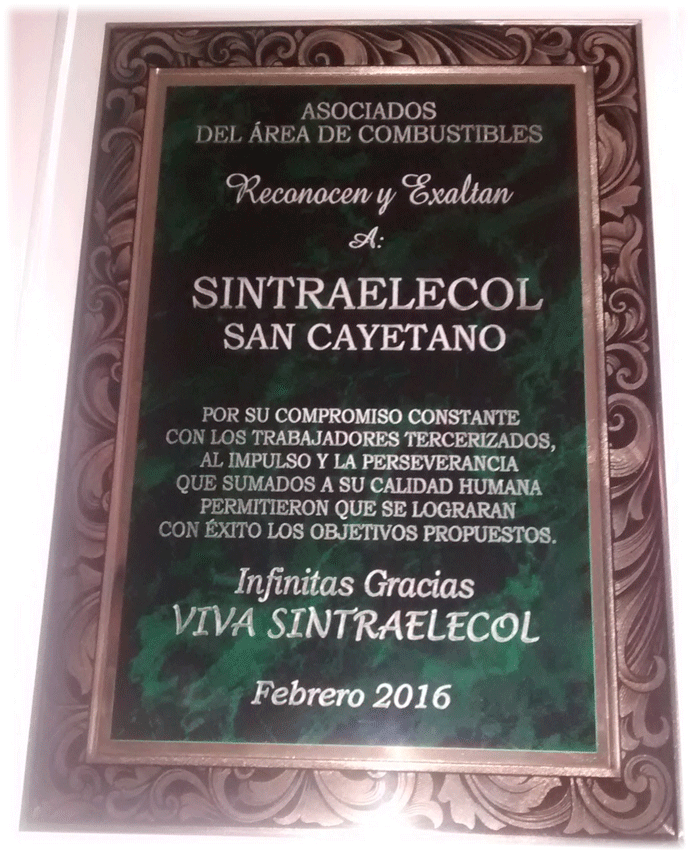 ASOCIADOS
DEL ÁREA DE COMBUSTIBLES
Reconocen y Exaltan
A:
SINTRAELECOL
SAN CAYETANO
POR SU COMPROMISO CONSTANTE
CON LOS TRABAJADORES TERCERIZADOS,
AL IMPULSO Y LA PERSEVERANCIA
QUE SUMADOS A SU CALIDAD HUMANA
PERMITIERON QUE SE LOGRARAN
CON ÉXITO LOS OBJETIVOS PROPUESTOS.
Infinitas Gracias
VIVA SINTRAELECOL
Febrero 2016